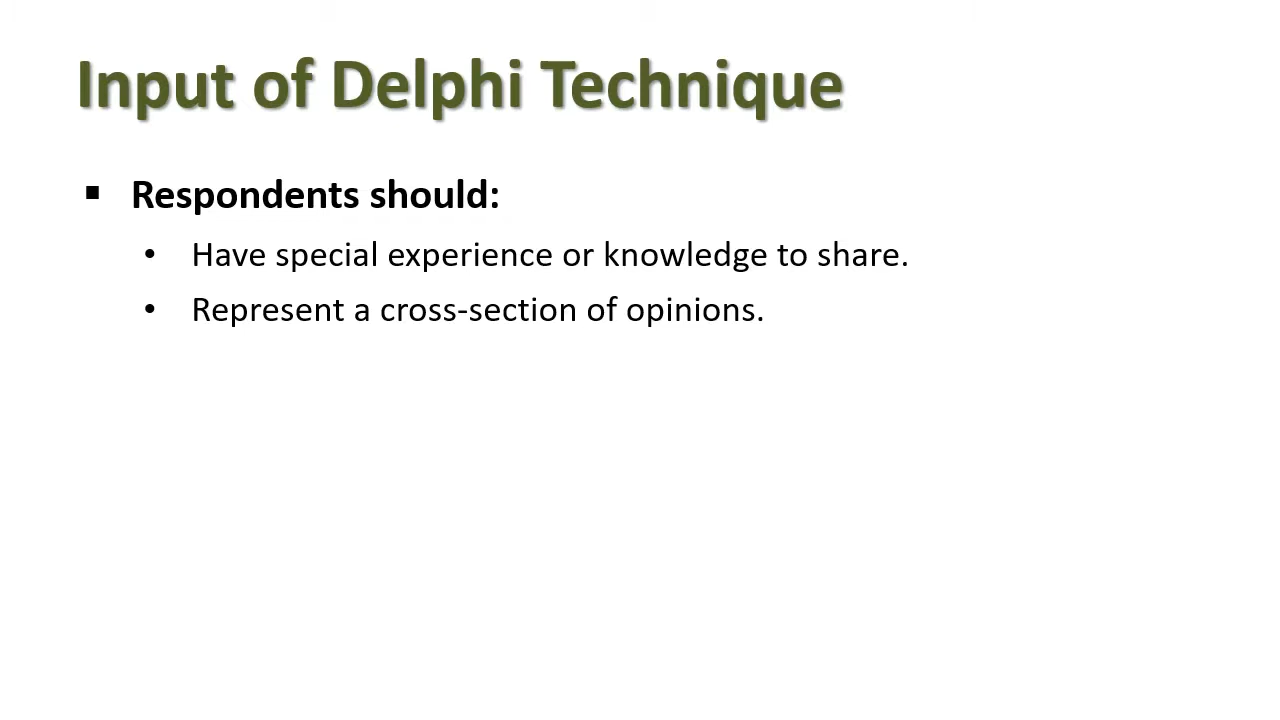 Input of Delphi Technique
▪ Respondents should:
• Have special experience or knowledge to share.
• Represent a cross-section of opinions.